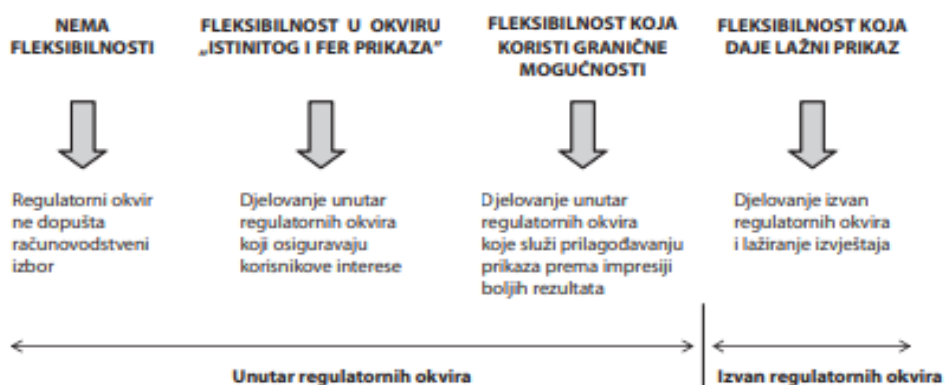 NEMA
FLEKSIBILNOSTI
FLEKSIBILNOST U OKVIRU
„ISTINITOG I FER PRIKAZA”
FLEKSIBILNOST KOJA
KORISTI GRANIČNE
MOGUĆNOSTI
FLEKSIBILNOST KOJA
DAJE LAŽNI PRIKAZ
Regulatorni okvir
ne dopušta
računovodstveni
izbor
Djelovanje unutar
regulatornih okvira
koji osiguravaju
korisnikove interese
Djelovanje unutar
regulatornih okvira
koje služi prilagođavanju
prikaza prema impresiji
boljih rezultata
Djelovanje izvan
regulatornih okvira
i lažiranje izvještaja
Unutar regulatornih okvira
Izvan regulatornih okvira